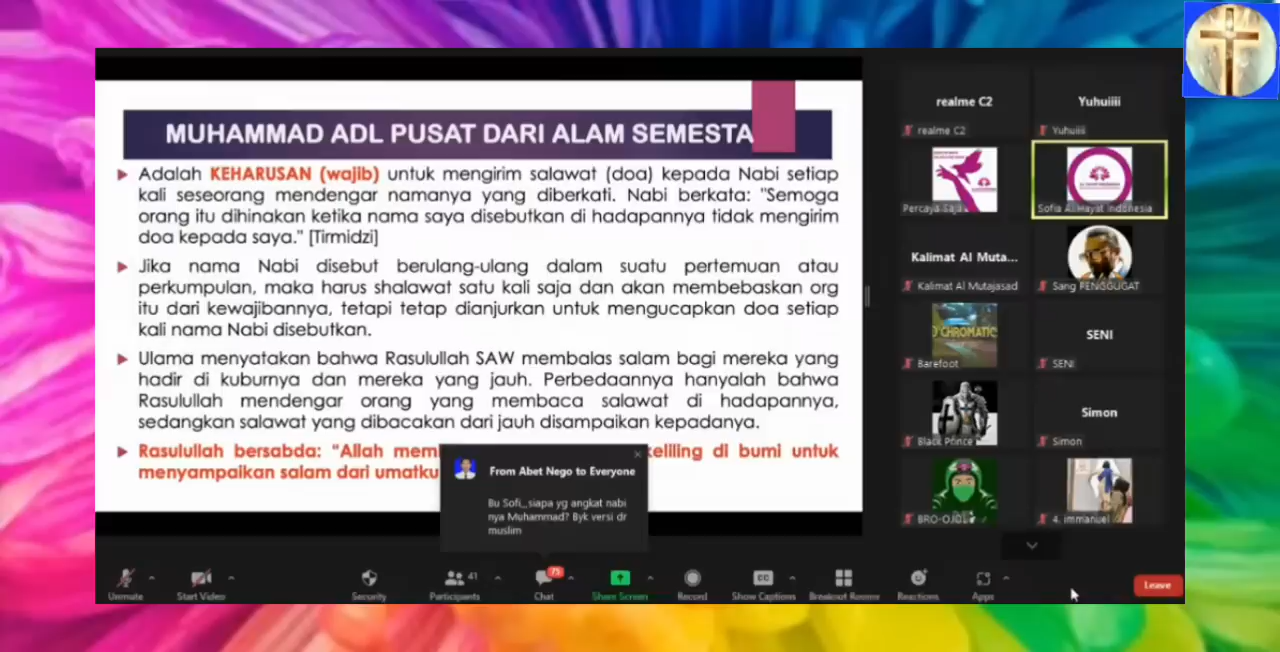 MUHAMMAD ADL PUSAT DARI ALAM SEMESTA
Adalah KEHARUSAN (wajib) untuk mengirim salawat (doa) kepada Nabi setiap
kali seseorang mendengar namanya yang diberkati. Nabi berkata: "Semoga
orang itu dihinakan ketika nama saya disebutkan di hadapannya tidak mengirim
doa kepada saya." [Tirmidzi]
Jika nama Nabi disebut berulang-ulang dalam suatu pertemuan atau
perkumpulan, maka harus shalawat satu kali saja dan akan membebaskan org
itu dari kewajibannya, tetapi tetap dianjurkan untuk mengucapkan doa setiap
kali nama Nabi disebutkan.
Ulama menyatakan bahwa Rasulullah SAW membalas salam bagi mereka yang
hadir di kuburnya dan mereka yang jauh. Perbedaannya hanyalah bahwa
Rasulullah mendengar orang yang membaca salawat di hadapannya,
sedangkan salawat yang dibacakan dari jauh disampaikan kepadanya.
Rasulullah bersabda: "Allah keliling di bumi untuk
menyampaikan salam dari umatku
From Abet Nego to Everyone
Bu Sofi_siapa yg angkat nabi
nya Muhammad? Byk versi dr
muslim
realme C2
realme C2
Yuhuiiii
Yuhuiiii
Percaya Saja
Sofia Al Hayat Indonesia
Kalimat Al Muta...
Kalimat Al Mutajasad
Sang PENGGUGAT
CHROMATIC
Barefoot
SENI
SENI
Black Prince
Simon
Simon
BRO-OJOL
4. immanuel
Unmute
Start Video
Security
41
Participants
75
Chat
Share Screen
Record
CC
Show Captions
Breakout Rooms
Reactions
Apps
Leave